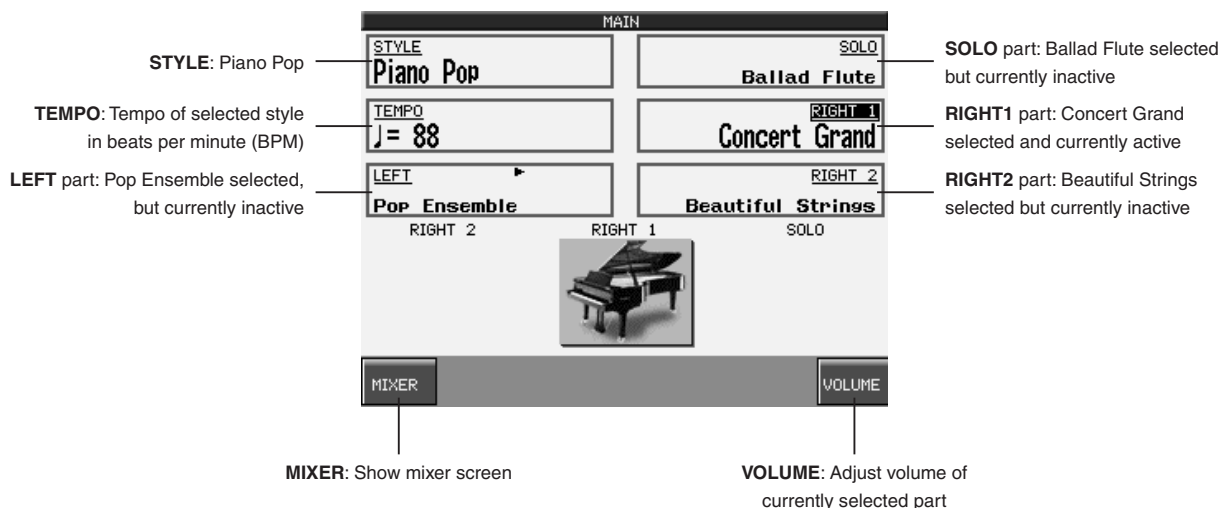 MAIN
STYLE
Piano Pop
SOLO
Ballad Flute
TEMPO
♩= 88
RIGHT 1
Concert Grand
LEFT
Pop Ensemble
RIGHT 2
Beautiful Strings
RIGHT 2 RIGHT 1 SOLO
MIXER
VOLUME
STYLE: Piano Pop
TEMPO: Tempo of selected style
in beats per minute (BPM)
LEFT part: Pop Ensemble selected,
but currently inactive
SOLO part: Ballad Flute selected
but currently inactive
RIGHT1 part: Concert Grand
selected and currently active
RIGHT2 part: Beautiful Strings
selected but currently inactive
MIXER: Show mixer screen
VOLUME: Adjust volume of
currently selected part